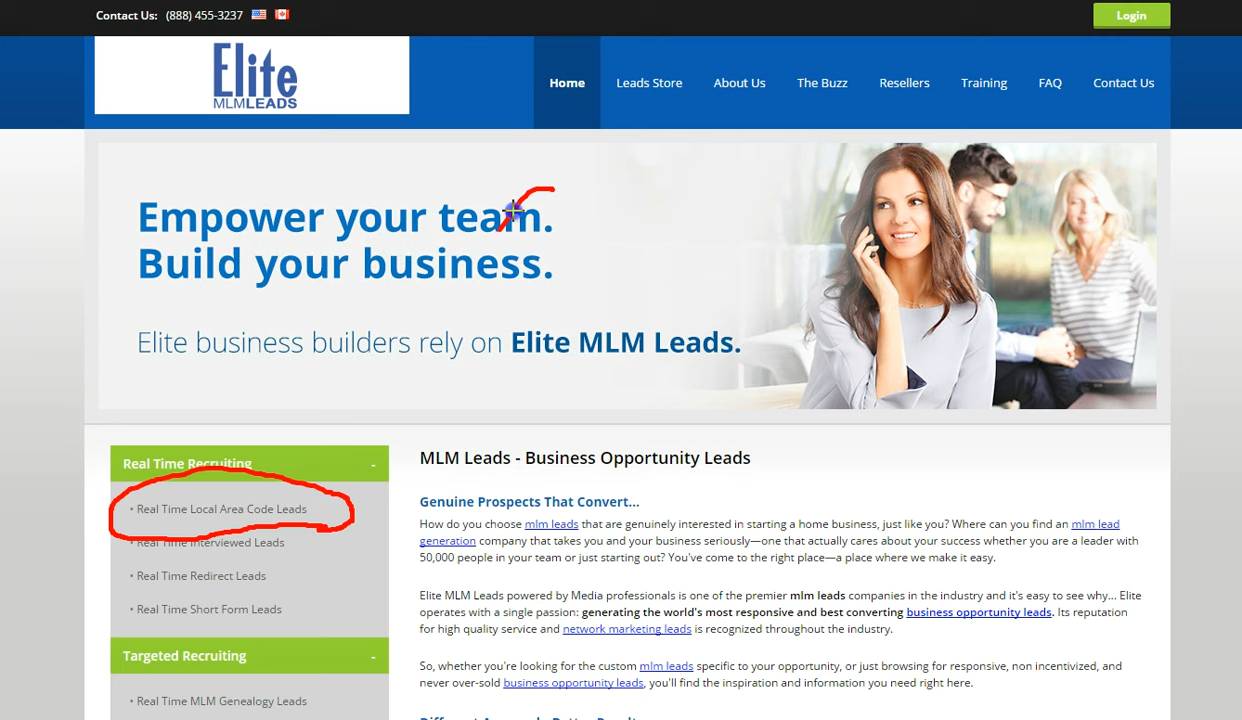 Contact Us: (888) 455-3237
Login
Elite
MLMLEADS
Home
Leads Store
About Us
The Buzz
Resellers
Training
FAQ
Contact Us
Empower your team.
Build your business.
Elite business builders rely on Elite MLM Leads.
Real Time Recruiting -
• Real Time Local Area Code Leads
• Real Time Interviewed Leads
• Real Time Redirect Leads
• Real Time Short Form Leads
Targeted Recruiting -
• Real Time MLM Genealogy Leads
MLM Leads - Business Opportunity Leads
Genuine Prospects That Convert...
How do you choose mlm leads that are genuinely interested in starting a home business, just like you? Where can you find an mlm lead
generation company that takes you and your business seriously—one that actually cares about your success whether you are a leader with
50,000 people in your team or just starting out? You've come to the right place—a place where we make it easy.
Elite MLM Leads powered by Media professionals is one of the premier mlm leads companies in the industry and it's easy to see why... Elite
operates with a single passion: generating the world's most responsive and best converting business opportunity leads. Its reputation
for high quality service and network marketing leads is recognized throughout the industry.
So, whether you're looking for the custom mlm leads specific to your opportunity, or just browsing for responsive, non incentivized, and
never over-sold business opportunity leads, you'll find the inspiration and information you need right here.